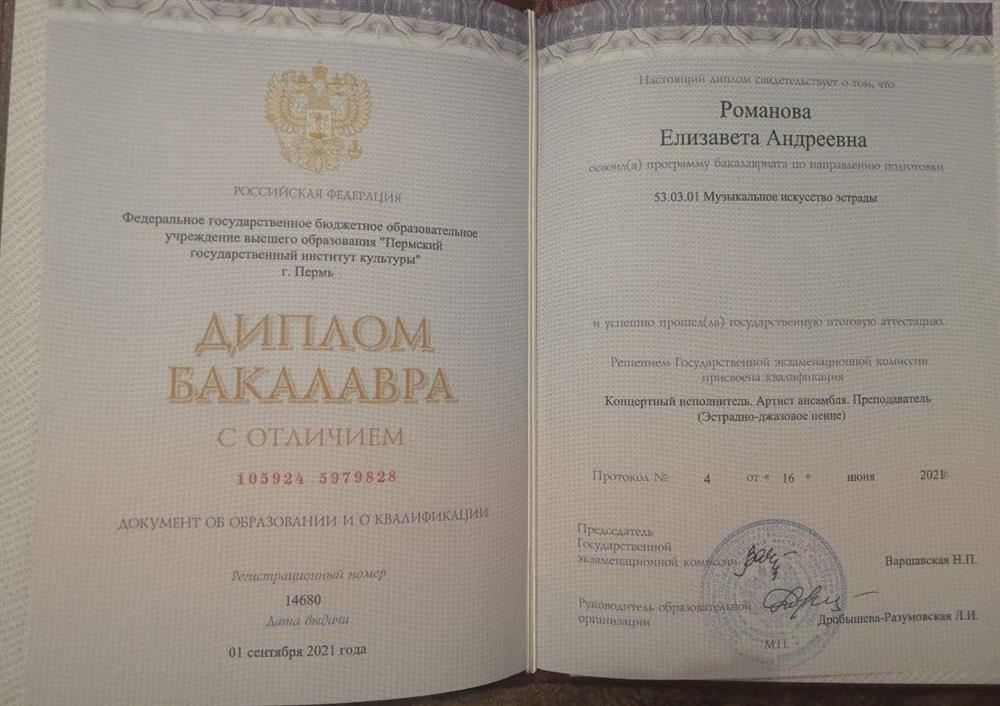 РОССИЙСКАЯ ФЕДЕРАЦИЯ
Федеральное государственное бюджетное образовательное
учреждение высшего образования "Пермский
государственный институт культуры"
г. Пермь
ДИПЛОМ
БАКАЛАВРА
С ОТЛИЧИЕМ
105924 5979828
ДОКУМЕНТ ОБ ОБРАЗОВАНИИ И О КВАЛИФИКАЦИИ
Регистрационный номер
14680
Дата выдачи
01 сентября 2021 года
Настоящий диплом свидетельствует о том, что
Романова
Елизавета Андреевна
освоил(а) программу бакалавриата по направлению подготовки
53.03.01 Музыкальное искусство эстрады
и успешно прошел(ла) государственную итоговую аттестацию.
Решением Государственной экзаменационной комиссии
присвоена квалификация
Концертный исполнитель. Артист ансамбля. Преподаватель
(Эстрадно-джазовое пение)
Протокол № 4 от « 16 » июня 2021г.
Председатель
Государственной
экзаменационной комиссии Варшавская Н.П.
Руководитель образовательной
организации Дробышева-Разумовская Л.И.
М.П.